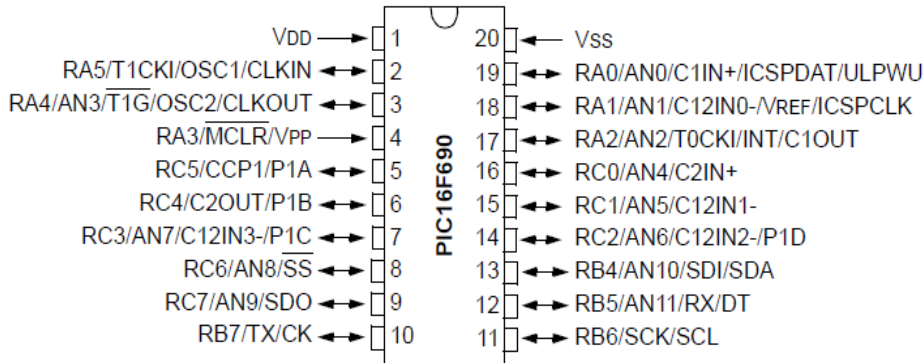 VDD 1 20 VSS
RA5/T1CKI/OSC1/CLKIN 2 19 RA0/AN0/C1IN+/ICSPDAT/ULPWU
RA4/AN3/T1G/OSC2/CLKOUT 3 18 RA1/AN1/C12IN0-/VREF/ICSPCLK
RA3/MCLR/VPP 4 17 RA2/AN2/T0CKI/INT/C1OUT
RC5/CCP1/P1A 5 16 RC0/AN4/C2IN+
RC4/C2OUT/P1B 6 15 RC1/AN5/C12IN1-
RC3/AN7/C12IN3-/P1C 7 14 RC2/AN6/C12IN2-/P1D
RC6/AN8/SS 8 13 RB4/AN10/SDI/SDA
RC7/AN9/SDO 9 12 RB5/AN11/RX/DT
RB7/TX/CK 10 11 RB6/SCK/SCL
PIC16F690